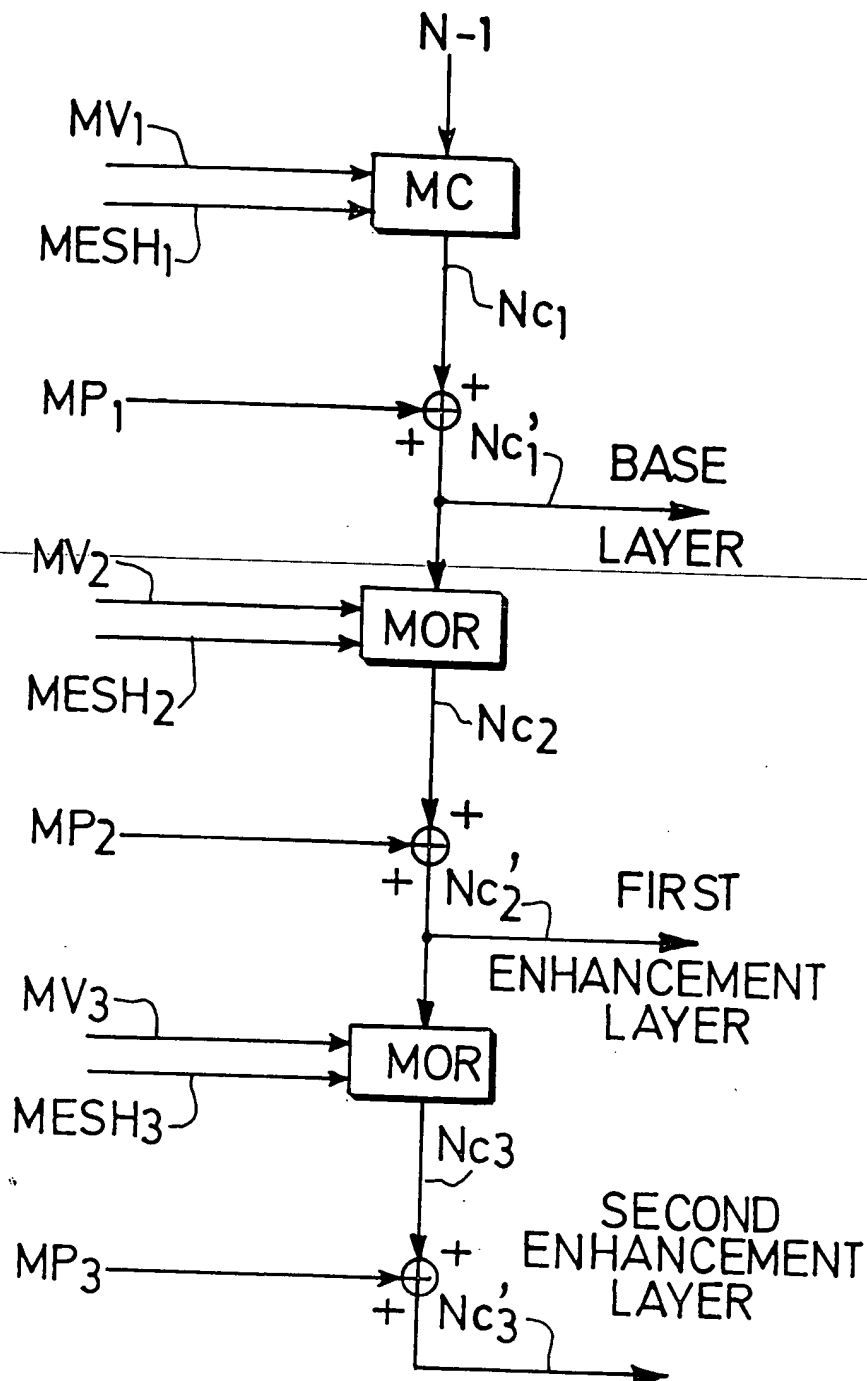 N-1
MV1
MC
MESH1
Nc1
MP1
+
+
Nc1'
BASE
LAYER
MV2
MOR
MESH2
Nc2
MP2
+
+
Nc2'
FIRST
ENHANCEMENT
LAYER
MV3
MOR
MESH3
Nc3
SECOND
ENHANCEMENT
LAYER
MP3
+
+
Nc3'